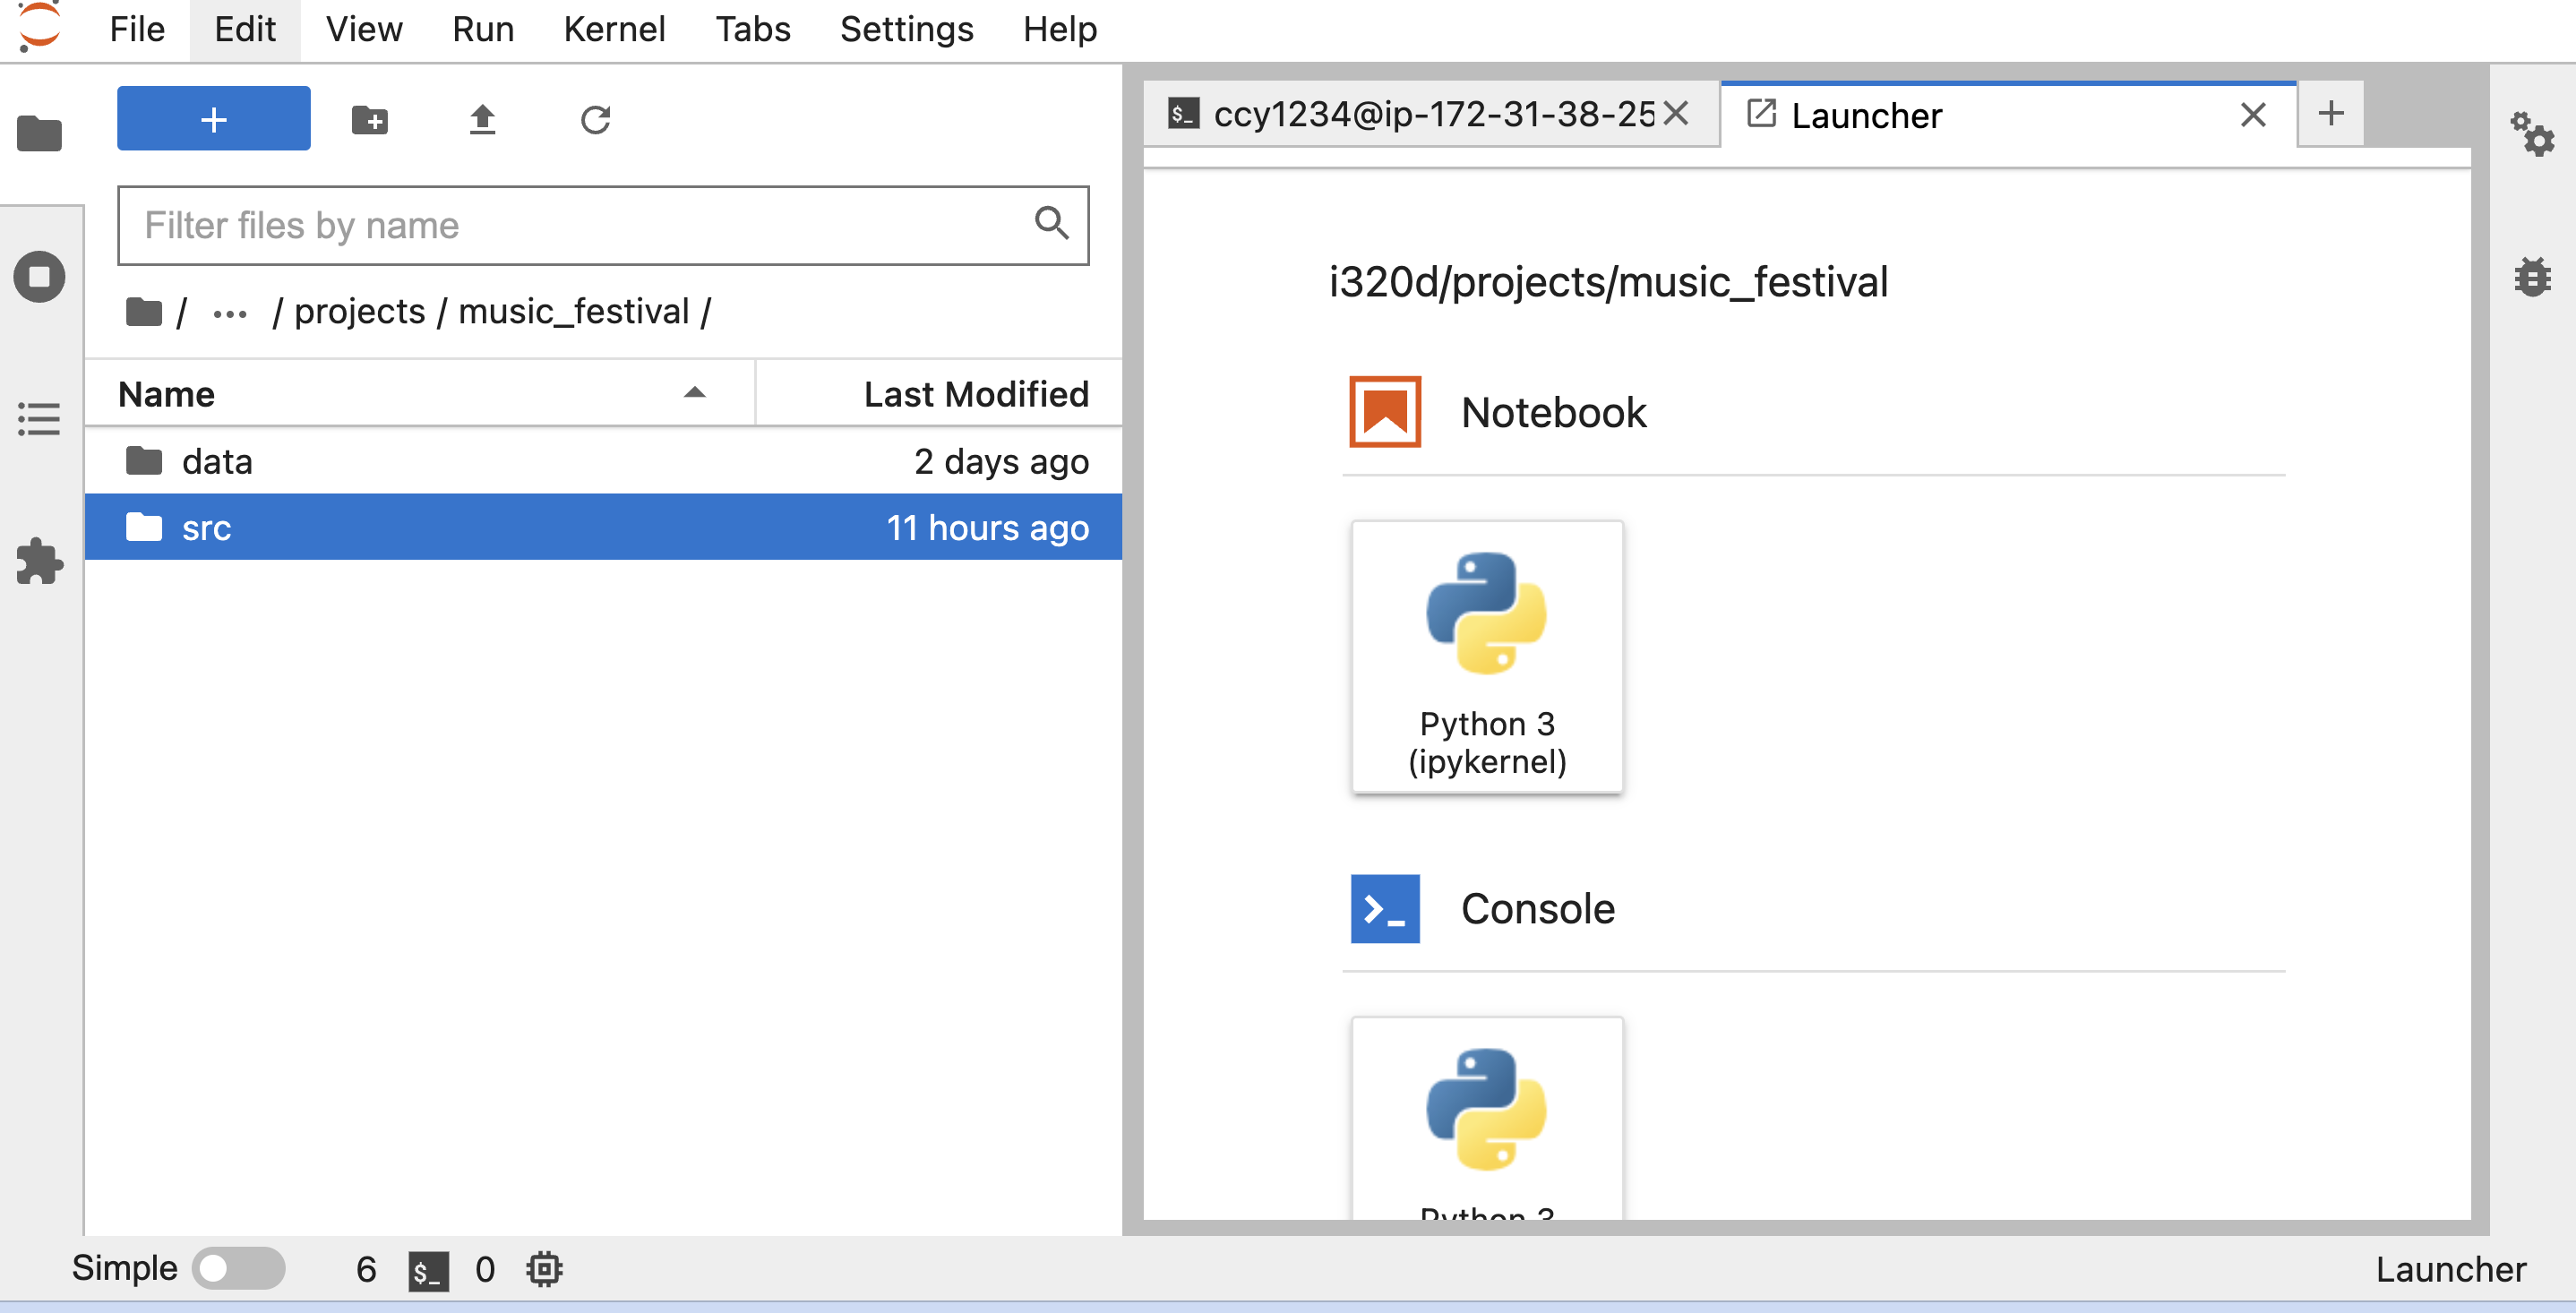 File Edit View Run Kernel Tabs Settings Help
Filter files by name
/ ··· / projects / music_festival /
Name Last Modified
data 2 days ago
src 11 hours ago
$_ ccy1234@ip-172-31-38-25
Launcher
i320d/projects/music_festival
Notebook
Python 3
(ipykernel)
Console
Python 3
Simple 6 $_ 0 Launcher